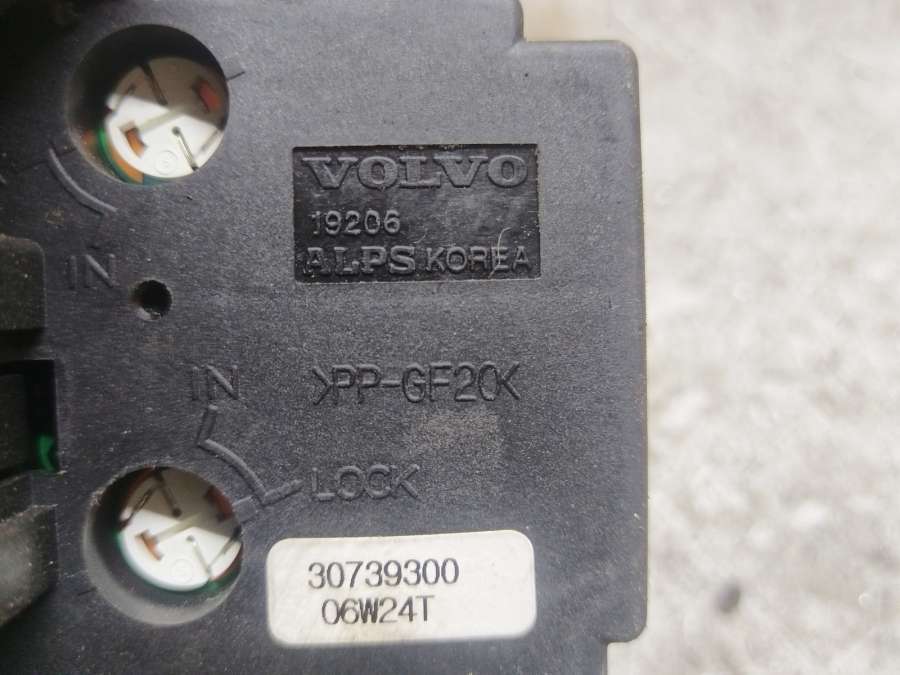 VOLVO
19206
ALPS KOREA
IN
IN
>PP-GF20<
LOCK
30739300
06W24T